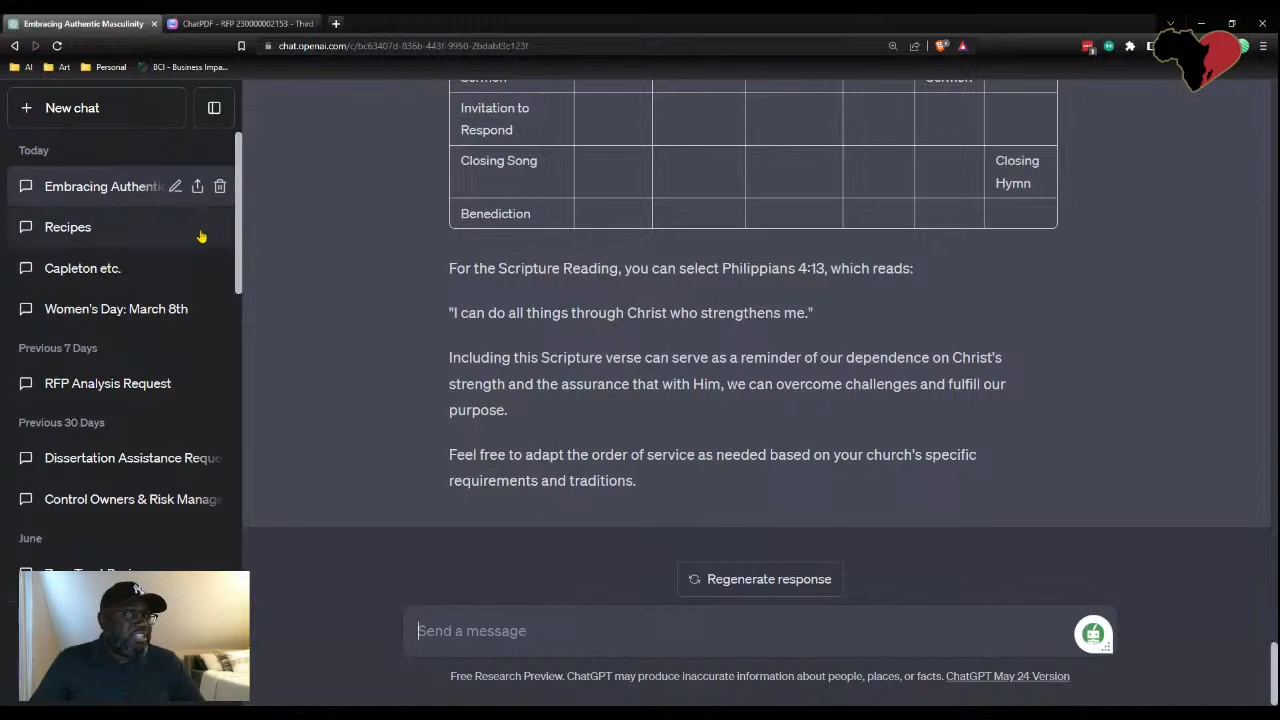 Embracing Authentic Masculinity
ChatPDF - RFP 230000002153 - Third
chat.openai.com/c/bc63407d-836b-443f-9950-2bdabf3c123f
AI
Art
Personal
BCI - Business Impa...
New chat
Today
Embracing Authenti
Recipes
Capleton etc.
Women's Day: March 8th
Previous 7 Days
RFP Analysis Request
Previous 30 Days
Dissertation Assistance Reque
Control Owners & Risk Manage
June
Sermon
Sermon
Invitation to
Respond
Closing Song
Closing
Hymn
Benediction
For the Scripture Reading, you can select Philippians 4:13, which reads:
"I can do all things through Christ who strengthens me."
Including this Scripture verse can serve as a reminder of our dependence on Christ's
strength and the assurance that with Him, we can overcome challenges and fulfill our
purpose.
Feel free to adapt the order of service as needed based on your church's specific
requirements and traditions.
Regenerate response
Send a message
Free Research Preview. ChatGPT may produce inaccurate information about people, places, or facts. ChatGPT May 24 Version